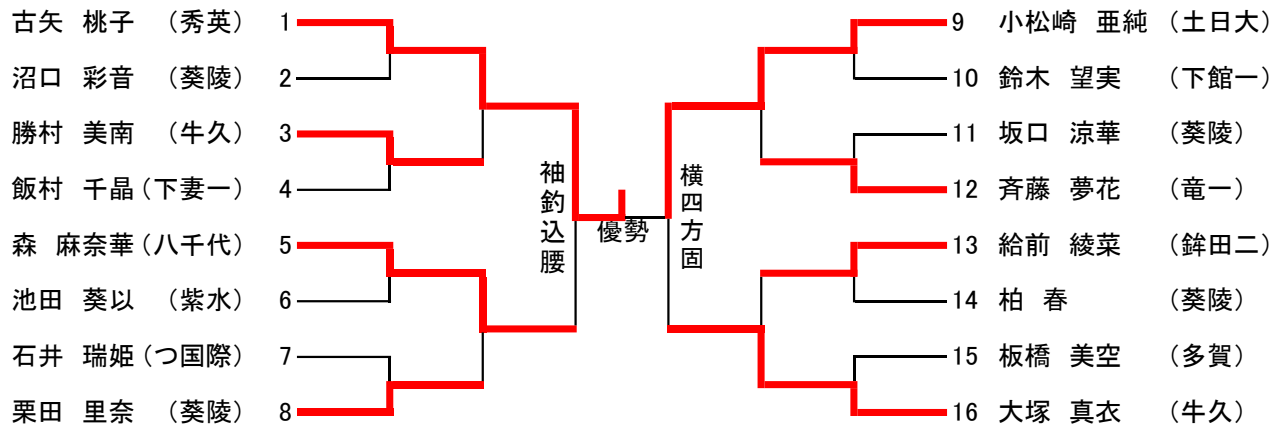 古矢 桃子 （秀英） 1
沼口 彩音 （葵陵） 2
勝村 美南 （牛久） 3
飯村 千晶（下妻一） 4
森 麻奈華（八千代） 5
池田 葵以 （紫水） 6
石井 瑞姫（つ国際） 7
栗田 里奈 （葵陵） 8
袖釣込腰
優勢
横四方固
9 小松崎 亜純 （土日大）
10 鈴木 望実 （下館一）
11 坂口 涼華 （葵陵）
12 斉藤 夢花 （竜一）
13 給前 綾菜 （鉾田二）
14 柏 春 （葵陵）
15 板橋 美空 （多賀）
16 大塚 真衣 （牛久）